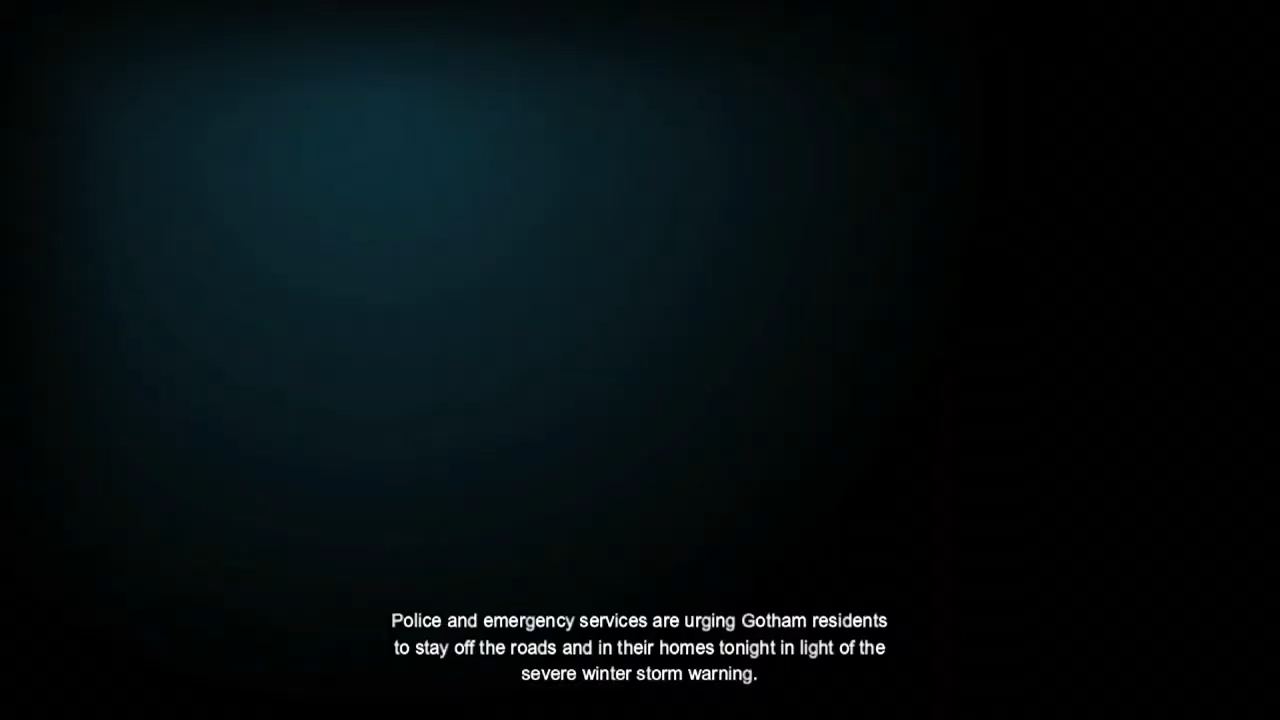 Police and emergency services are urging Gotham residents
to stay off the roads and in their homes tonight in light of the
severe winter storm warning.